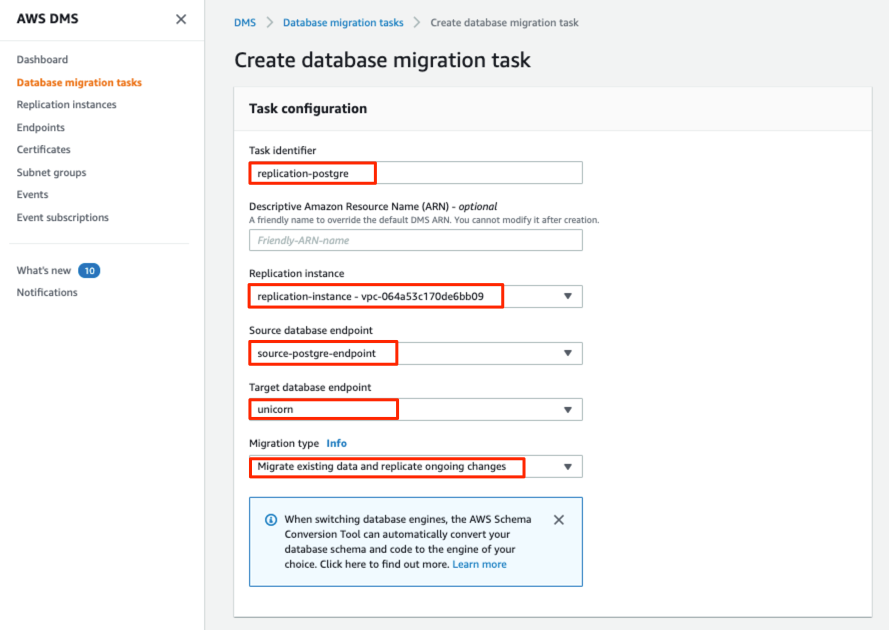 AWS DMS
Dashboard
Database migration tasks
Replication instances
Endpoints
Certificates
Subnet groups
Events
Event subscriptions
What's new 10
Notifications
DMS > Database migration tasks > Create database migration task
Create database migration task
Task configuration
Task identifier
replication-postgre
Descriptive Amazon Resource Name (ARN) - optional
A friendly name to override the default DMS ARN. You cannot modify it after creation.
Friendly-ARN-name
Replication instance
replication-instance - vpc-064a53c170de6bb09
Source database endpoint
source-postgre-endpoint
Target database endpoint
unicorn
Migration type Info
Migrate existing data and replicate ongoing changes
When switching database engines, the AWS Schema
Conversion Tool can automatically convert your
database schema and code to the engine of your
choice. Click here to find out more. Learn more